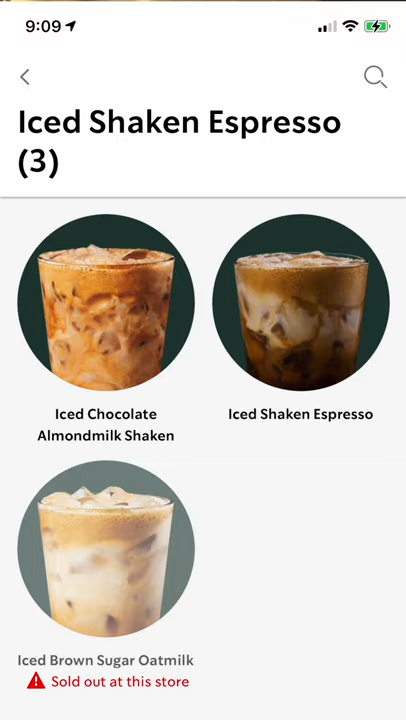 9:09
Iced Shaken Espresso
(3)
Iced Chocolate
Almondmilk Shaken
Iced Shaken Espresso
Iced Brown Sugar Oatmilk
Sold out at this store